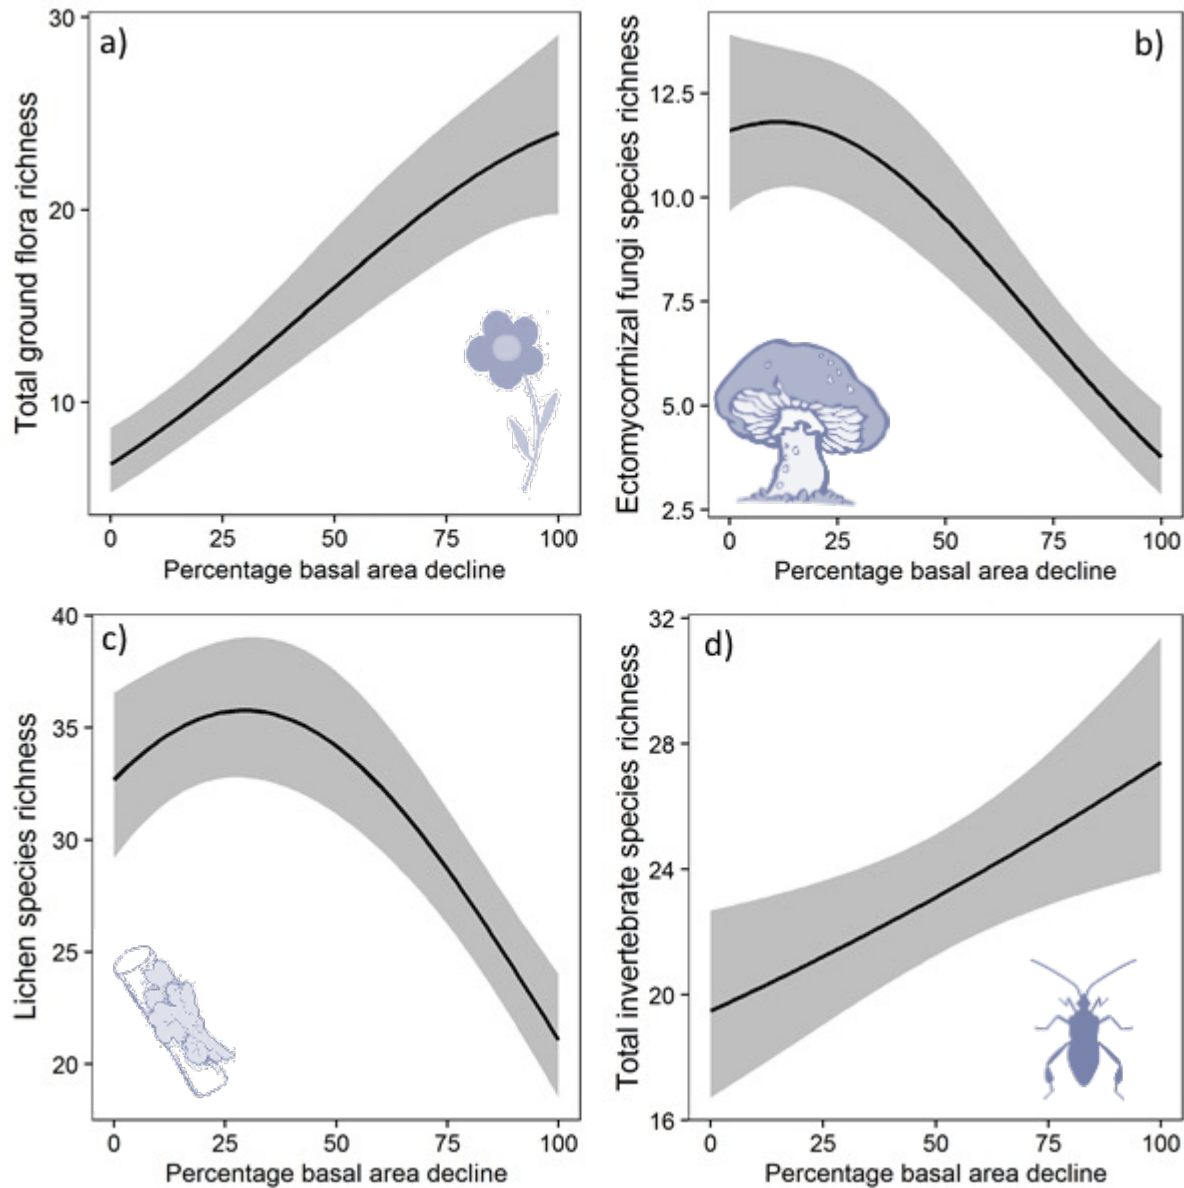 a)
Total ground flora richness
30
20
10
0 25 50 75 100
Percentage basal area decline
b)
Ectomycorrhizal fungi species richness
12.5
10.0
7.5
5.0
2.5
0 25 50 75 100
Percentage basal area decline
c)
Lichen species richness
40
35
30
25
20
0 25 50 75 100
Percentage basal area decline
d)
Total invertebrate species richness
32
28
24
20
16
0 25 50 75 100
Percentage basal area decline